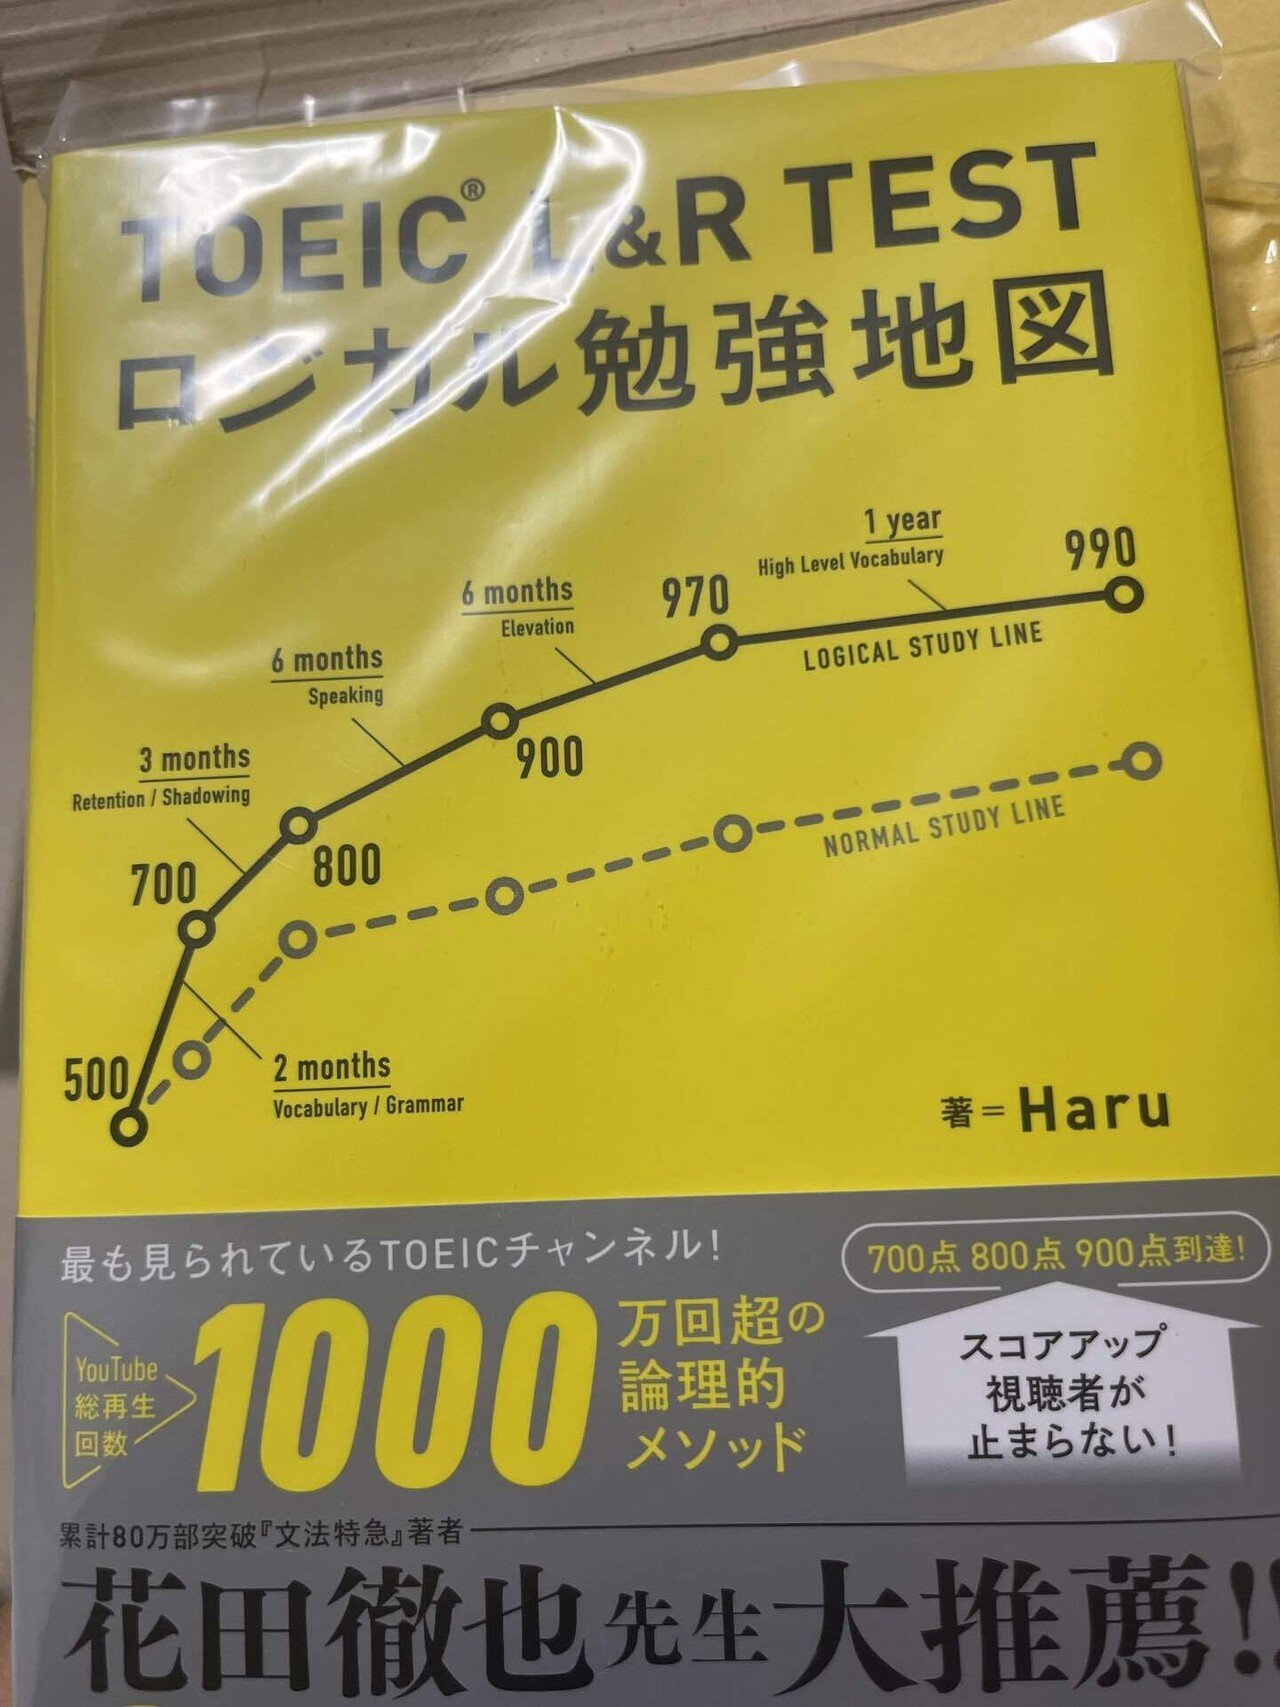 TOEIC® L&R TEST
ロジカル勉強地図
1 year
High Level Vocabulary
990
6 months
Elevation
970
LOGICAL STUDY LINE
6 months
Speaking
900
3 months
Retention / Shadowing
800
700
NORMAL STUDY LINE
500
2 months
Vocabulary / Grammar
著=Haru
最も見られているTOEICチャンネル!
700点 800点 900点到達!
YouTube
総再生
回数
1000
万回超の
論理的
メソッド
スコアアップ
視聴者が
止まらない!
累計80万部突破『文法特急』著者
花田徹也先生大推薦!!